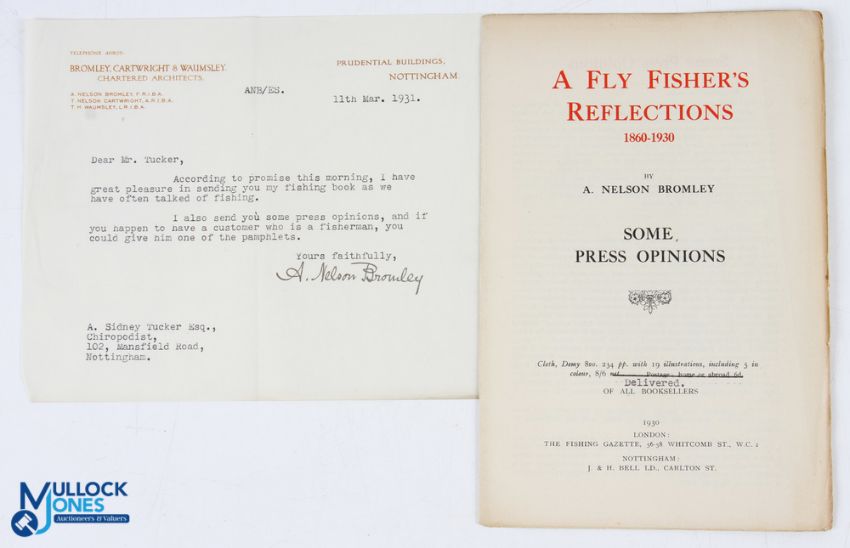 TELEPHONE 40805.
BROMLEY, CARTWRIGHT & WAUMSLEY.
CHARTERED ARCHITECTS.
A. NELSON BROMLEY, F.R.I.B.A.
T. NELSON CARTWRIGHT, A.R.I.B.A.
T. H. WAUMSLEY, L.R.I.B.A.
PRUDENTIAL BUILDINGS,
NOTTINGHAM.
ANB/ES.
11th Mar. 1931.
Dear Mr. Tucker,
According to promise this morning, I have
great pleasure in sending you my fishing book as we
have often talked of fishing.
I also send you some press opinions, and if
you happen to have a customer who is a fisherman, you
could give him one of the pamphlets.
Yours faithfully,
A. Nelson Bromley
A. Sidney Tucker Esq.,
Chiropodist,
102, Mansfield Road,
Nottingham.
A FLY FISHER'S
REFLECTIONS
1860-1930
BY
A. NELSON BROMLEY
SOME
PRESS OPINIONS
Cloth, Demy 8vo. 234 pp. with 19 illustrations, including 5 in
colour, 8/6 net. Postage, home or abroad 6d.
Delivered.
OF ALL BOOKSELLERS
1930
LONDON:
THE FISHING GAZETTE, 56-58 WHITCOMB ST., W.C. 2
NOTTINGHAM:
J. & H. BELL LD., CARLTON ST.
MULLOCK
JONES
Auctioneers & Valuers